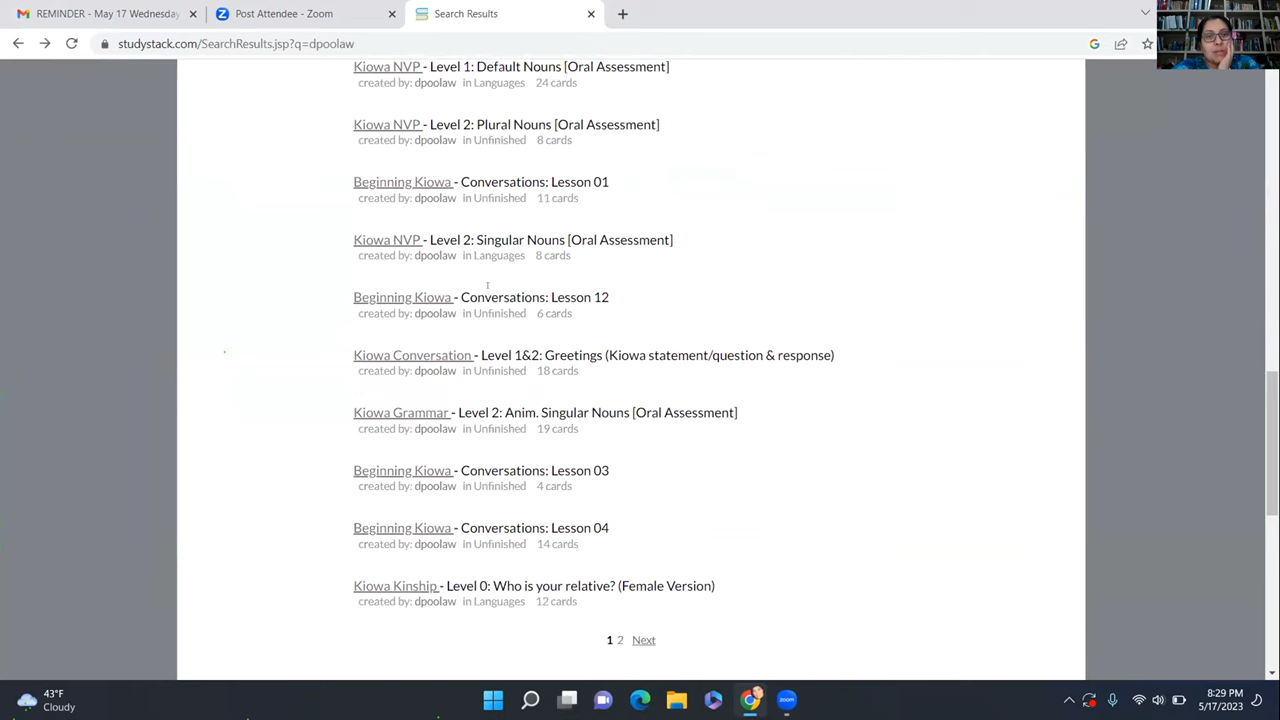 REMINDER - May 17 Wednesday
Post Attendee - Zoom
Search Results
studystack.com/SearchResults.jsp?q=dpoolaw
Kiowa NVP - Level 1: Default Nouns [Oral Assessment]
created by: dpoolaw in Languages 24 cards
Kiowa NVP - Level 2: Plural Nouns [Oral Assessment]
created by: dpoolaw in Unfinished 8 cards
Beginning Kiowa - Conversations: Lesson 01
created by: dpoolaw in Unfinished 11 cards
Kiowa NVP - Level 2: Singular Nouns [Oral Assessment]
created by: dpoolaw in Languages 8 cards
Beginning Kiowa - Conversations: Lesson 12
created by: dpoolaw in Unfinished 6 cards
Kiowa Conversation - Level 1&2: Greetings (Kiowa statement/question & response)
created by: dpoolaw in Unfinished 18 cards
Kiowa Grammar - Level 2: Anim. Singular Nouns [Oral Assessment]
created by: dpoolaw in Unfinished 19 cards
Beginning Kiowa - Conversations: Lesson 03
created by: dpoolaw in Unfinished 4 cards
Beginning Kiowa - Conversations: Lesson 04
created by: dpoolaw in Unfinished 14 cards
Kiowa Kinship - Level 0: Who is your relative? (Female Version)
created by: dpoolaw in Languages 12 cards
1 2 Next
43°F
Cloudy
8:29 PM
5/17/2023